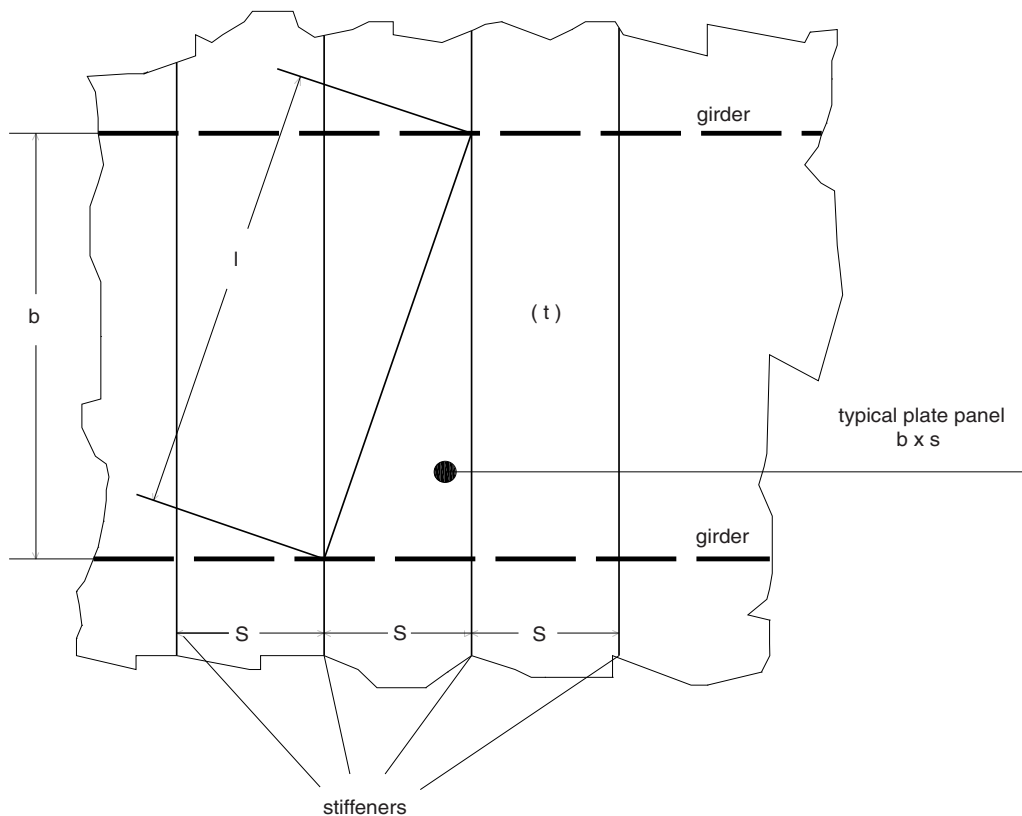 girder
l
b
( t )
typical plate panel
b x s
girder
S
S
S
stiffeners